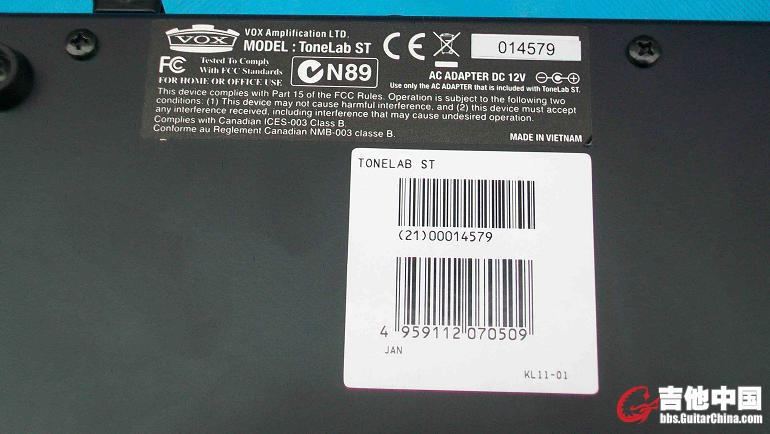 VOX
VOX Amplification LTD.
MODEL : ToneLab ST
CE
014579
FC
Tested To Comply
With FCC Standards
FOR HOME OR OFFICE USE
N89
AC ADAPTER DC 12V
Use only the AC ADAPTER that is included with ToneLab ST.
This device complies with Part 15 of the FCC Rules. Operation is subject to the following two
conditions: (1) This device may not cause harmful interference, and (2) this device must accept
any interference received, including interference that may cause undesired operation.
Complies with Canadian ICES-003 Class B.
Conforme au Reglement Canadian NMB-003 classe B.
MADE IN VIETNAM
TONELAB ST
(21)00014579
4 959112 070509
JAN
KL11-01
吉他中国
bbs.GuitarChina.com